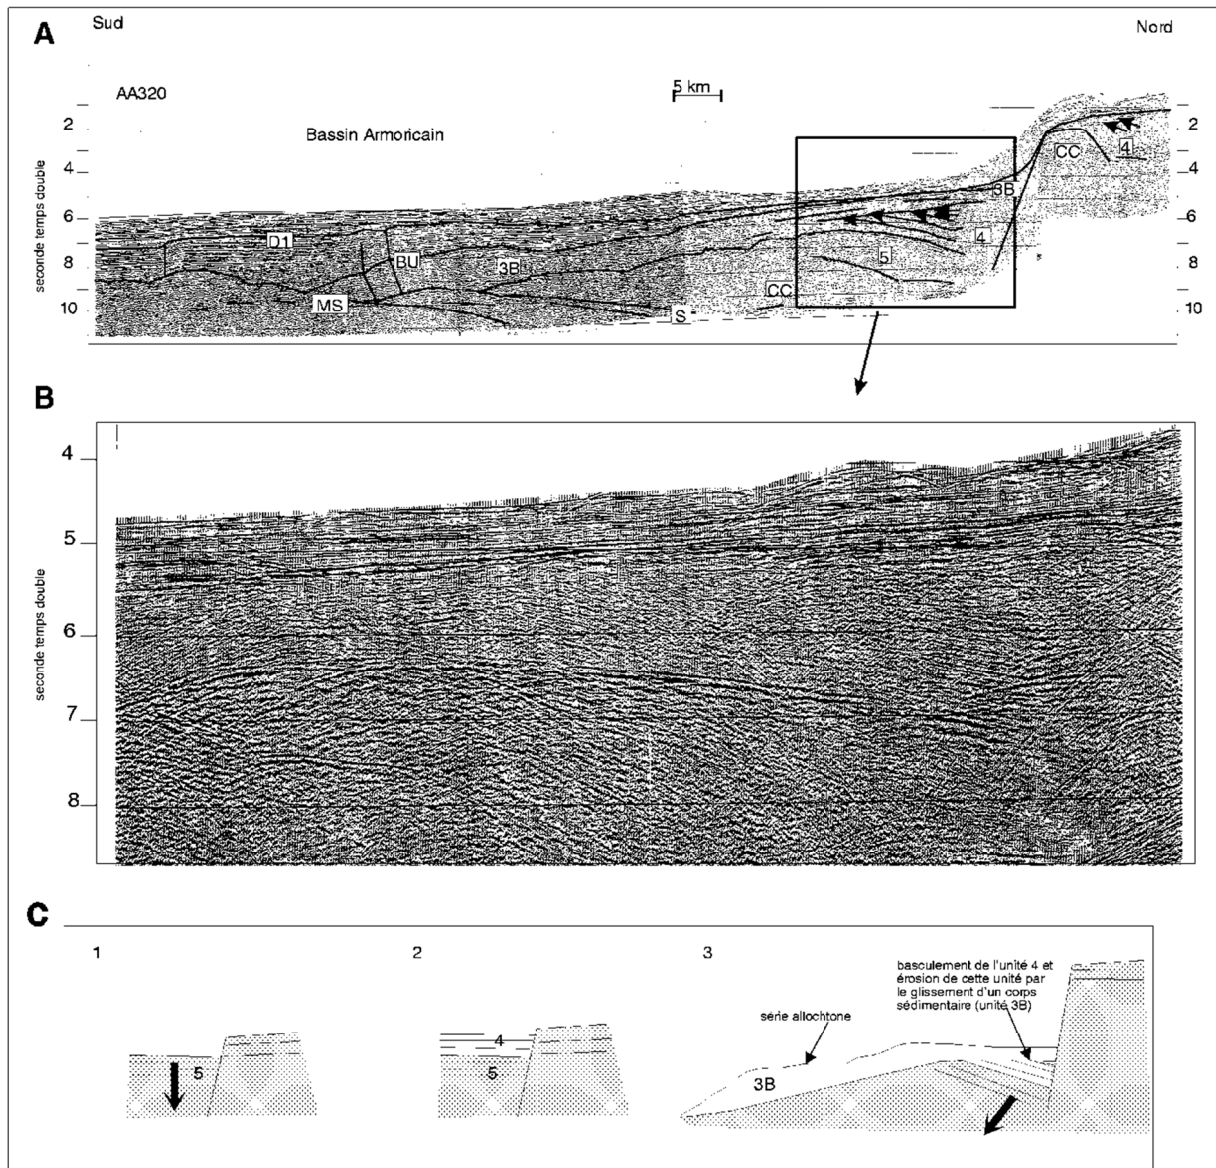 A
Sud
Nord
AA320
5 km
Bassin Armoricain
seconde temps double
2
4
6
8
10
2
4
6
8
10
CC
4
3B
4
5
D1
BU
3B
CC
MS
S
B
seconde temps double
4
5
6
7
8
C
1
2
3
basculement de l'unité 4 et
érosion de cette unité par
le glissement d'un corps
sédimentaire (unité 3B)
série allochtone
4
5
5
3B